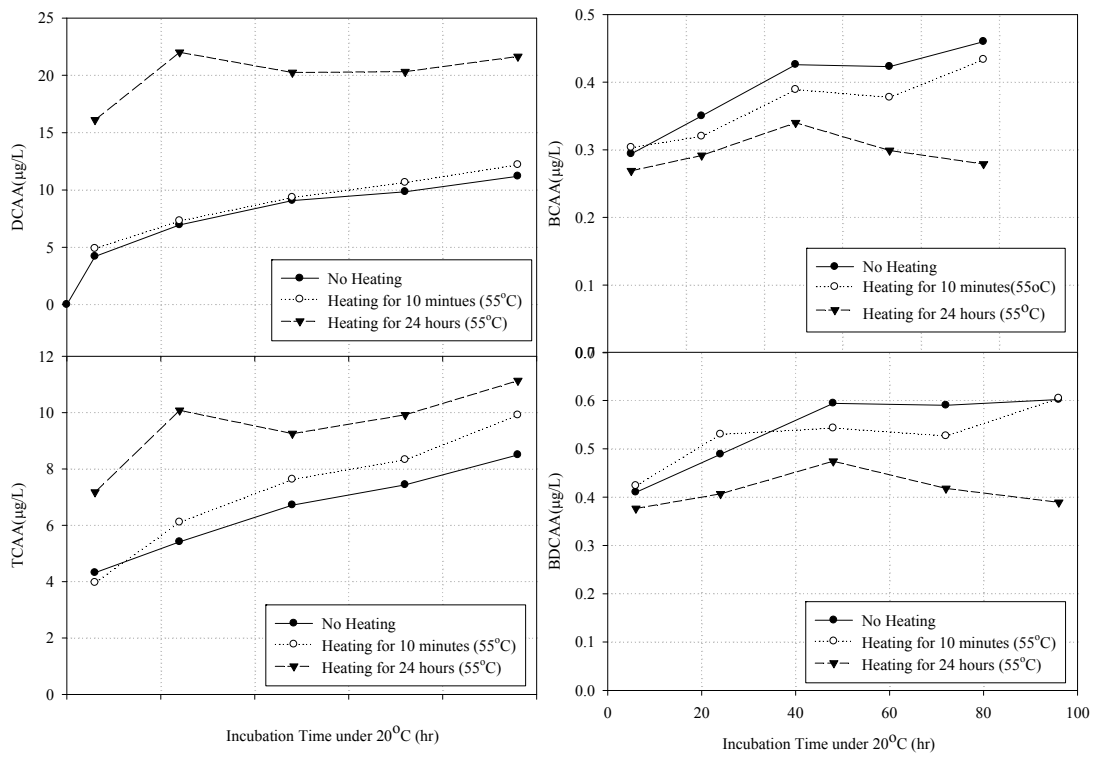 25
20
15
10
5
0
DCAA(µg/L)
No Heating
Heating for 10 mintues (55°C)
Heating for 24 hours (55°C)
12
10
8
6
4
2
0
TCAA(µg/L)
No Heating
Heating for 10 minutes (55°C)
Heating for 24 hours (55°C)
Incubation Time under 20°C (hr)
0.5
0.4
0.3
0.2
0.1
0.0
BCAA(µg/L)
No Heating
Heating for 10 minutes(55oC)
Heating for 24 hours (55°C)
0.7
0.6
0.5
0.4
0.3
0.2
0.1
0.0
BDCAA(µg/L)
No Heating
Heating for 10 minutes (55°C)
Heating for 24 hours (55°C)
0 20 40 60 80 100
Incubation Time under 20°C (hr)